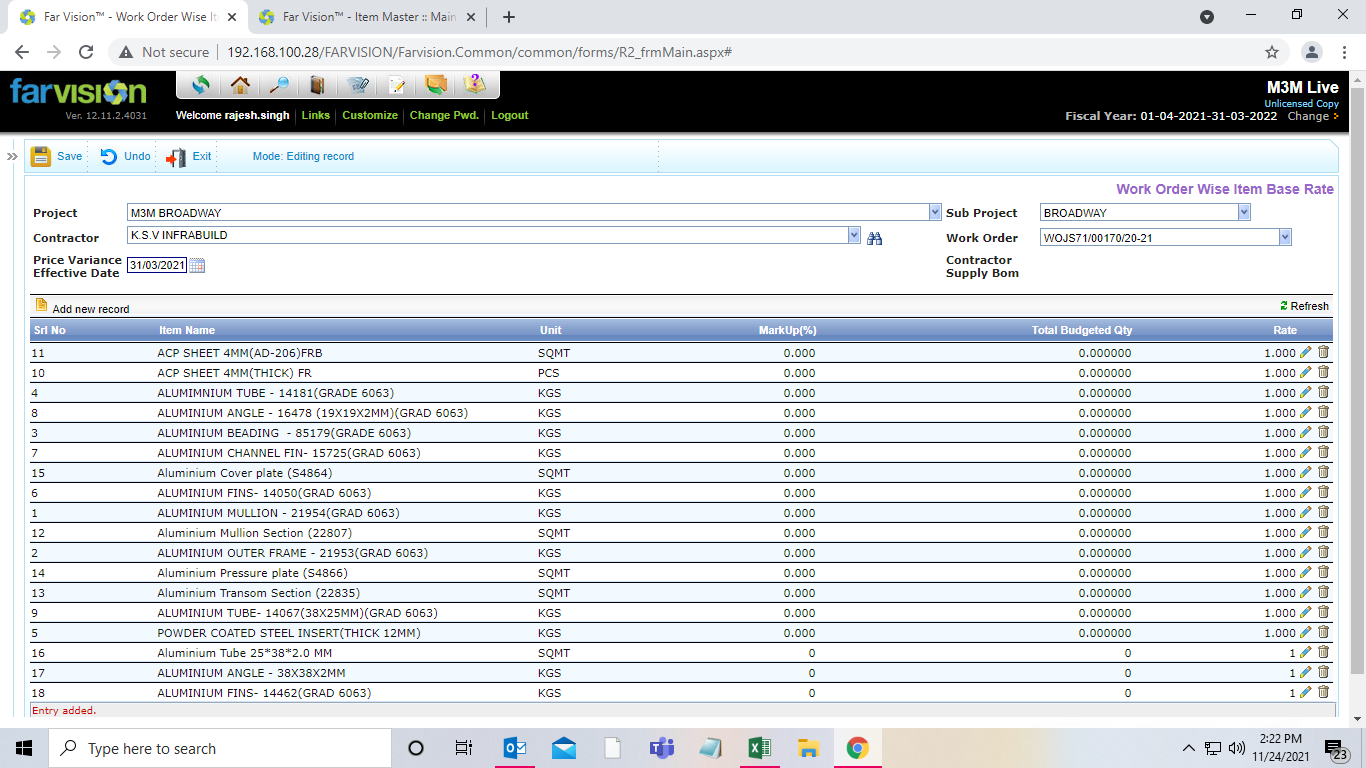 Far Vision™ - Work Order Wise It
Far Vision™ - Item Master :: Main
Not secure
192.168.100.28/FARVISION/Farvision.Common/common/forms/R2_frmMain.aspx#
farvision
Ver. 12.11.2.4031
Welcome rajesh.singh Links Customize Change Pwd. Logout
M3M Live
Unlicensed Copy
Fiscal Year: 01-04-2021-31-03-2022 Change
Save Undo Exit Mode: Editing record
Work Order Wise Item Base Rate
Project M3M BROADWAY Sub Project BROADWAY
Contractor K.S.V INFRABUILD Work Order WOJS71/00170/20-21
Price Variance Effective Date 31/03/2021 Contractor Supply Bom
Add new record Refresh
Srl No Item Name Unit MarkUp(%) Total Budgeted Qty Rate
11 ACP SHEET 4MM(AD-206)FRB SQMT 0.000 0.000000 1.000
10 ACP SHEET 4MM(THICK) FR PCS 0.000 0.000000 1.000
4 ALUMIMNIUM TUBE - 14181(GRADE 6063) KGS 0.000 0.000000 1.000
8 ALUMINIUM ANGLE - 16478 (19X19X2MM)(GRAD 6063) KGS 0.000 0.000000 1.000
3 ALUMINIUM BEADING - 85179(GRADE 6063) KGS 0.000 0.000000 1.000
7 ALUMINIUM CHANNEL FIN- 15725(GRAD 6063) KGS 0.000 0.000000 1.000
15 Aluminium Cover plate (S4864) SQMT 0.000 0.000000 1.000
6 ALUMINIUM FINS- 14050(GRAD 6063) KGS 0.000 0.000000 1.000
1 ALUMINIUM MULLION - 21954(GRAD 6063) KGS 0.000 0.000000 1.000
12 Aluminium Mullion Section (22807) SQMT 0.000 0.000000 1.000
2 ALUMINIUM OUTER FRAME - 21953(GRAD 6063) KGS 0.000 0.000000 1.000
14 Aluminium Pressure plate (S4866) SQMT 0.000 0.000000 1.000
13 Aluminium Transom Section (22835) SQMT 0.000 0.000000 1.000
9 ALUMINIUM TUBE- 14067(38X25MM)(GRAD 6063) KGS 0.000 0.000000 1.000
5 POWDER COATED STEEL INSERT(THICK 12MM) KGS 0.000 0.000000 1.000
16 Aluminium Tube 25*38*2.0 MM SQMT 0 0 1
17 ALUMINIUM ANGLE - 38X38X2MM KGS 0 0 1
18 ALUMINIUM FINS- 14462(GRAD 6063) KGS 0 0 1
Entry added.
Type here to search
2:22 PM
11/24/2021
23